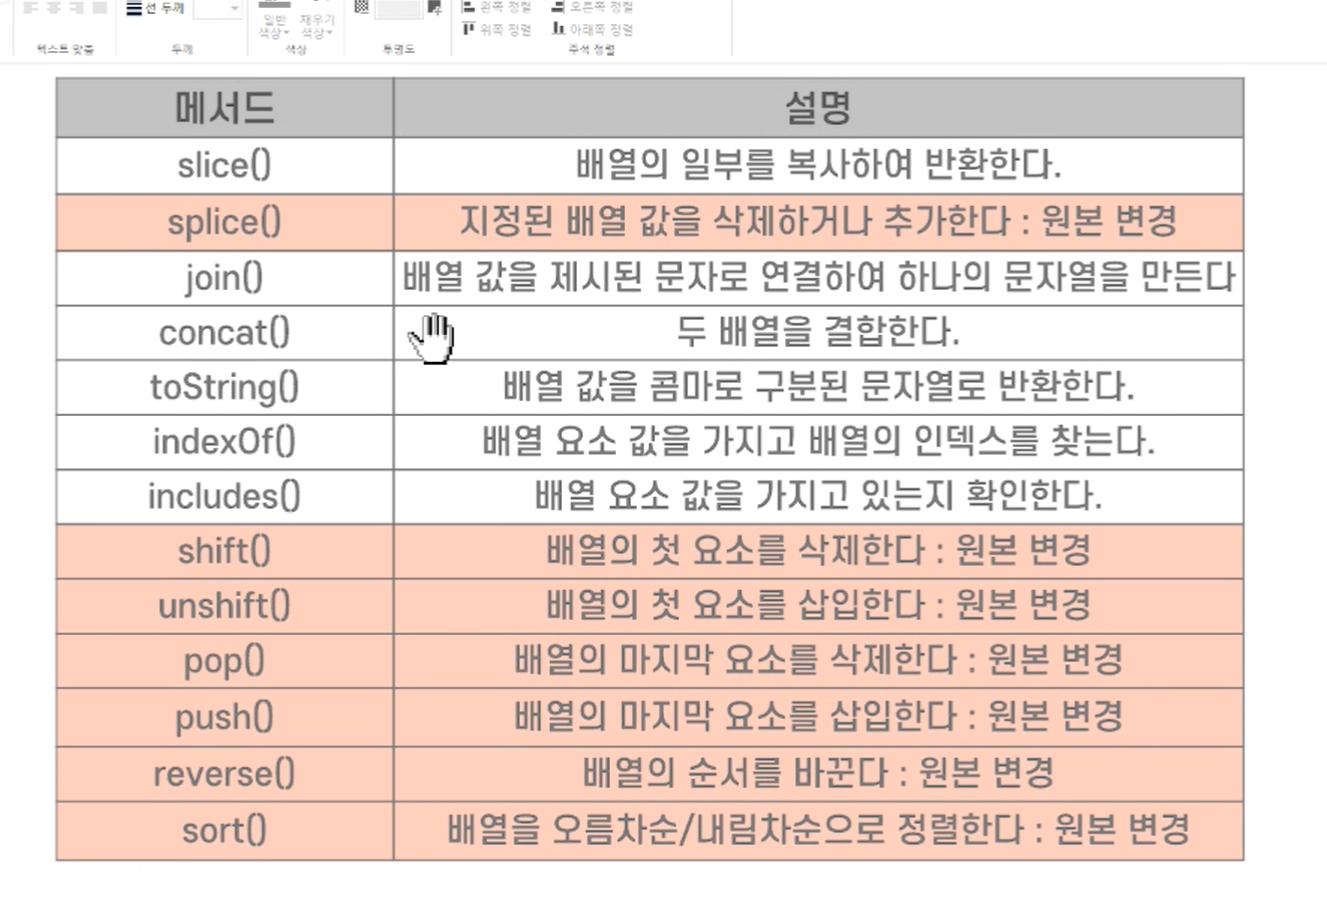 선 두께
일반
색상
채우기
색상
왼쪽 정렬
오른쪽 정렬
위쪽 정렬
아래쪽 정렬
텍스트 맞춤
두께
색상
투명도
주석 정렬
메서드 설명
slice() 배열의 일부를 복사하여 반환한다.
splice() 지정된 배열 값을 삭제하거나 추가한다 : 원본 변경
join() 배열 값을 제시된 문자로 연결하여 하나의 문자열을 만든다
concat() 두 배열을 결합한다.
toString() 배열 값을 콤마로 구분된 문자열로 반환한다.
indexOf() 배열 요소 값을 가지고 배열의 인덱스를 찾는다.
includes() 배열 요소 값을 가지고 있는지 확인한다.
shift() 배열의 첫 요소를 삭제한다 : 원본 변경
unshift() 배열의 첫 요소를 삽입한다 : 원본 변경
pop() 배열의 마지막 요소를 삭제한다 : 원본 변경
push() 배열의 마지막 요소를 삽입한다 : 원본 변경
reverse() 배열의 순서를 바꾼다 : 원본 변경
sort() 배열을 오름차순/내림차순으로 정렬한다 : 원본 변경